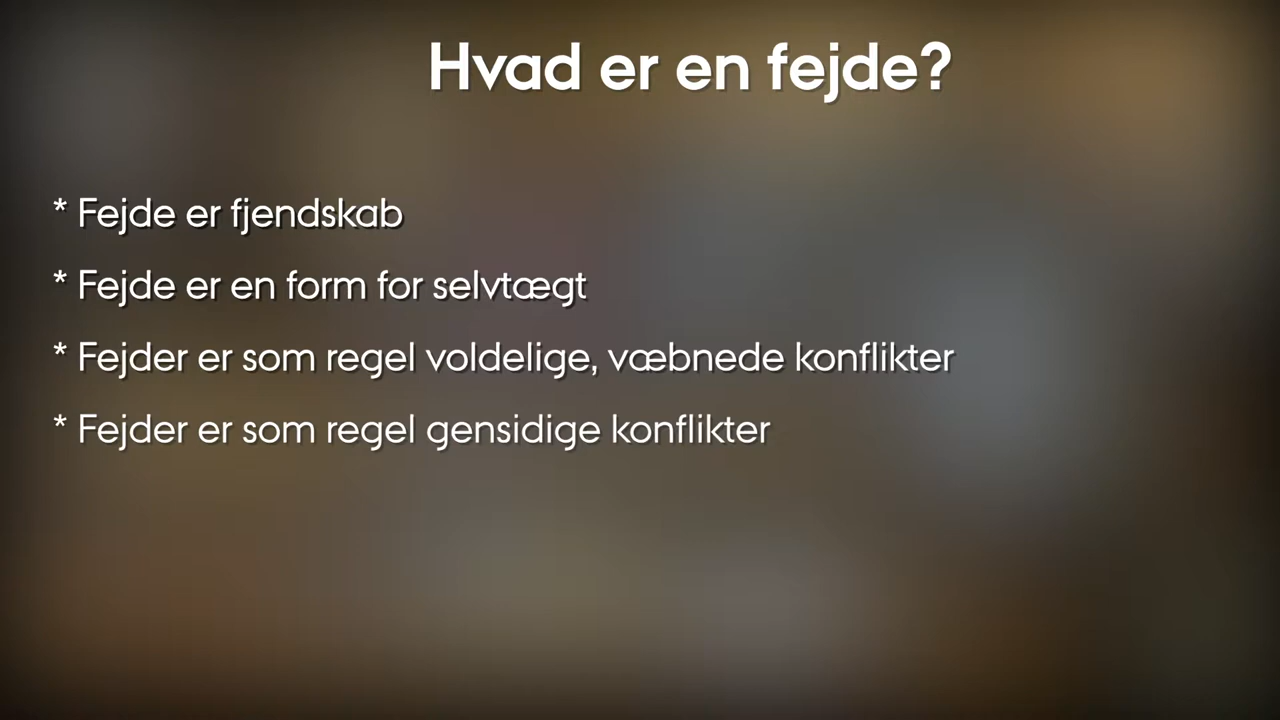 Hvad er en fejde?
* Fejde er fjendskab
* Fejde er en form for selvtægt
* Fejder er som regel voldelige, væbnede konflikter
* Fejder er som regel gensidige konflikter